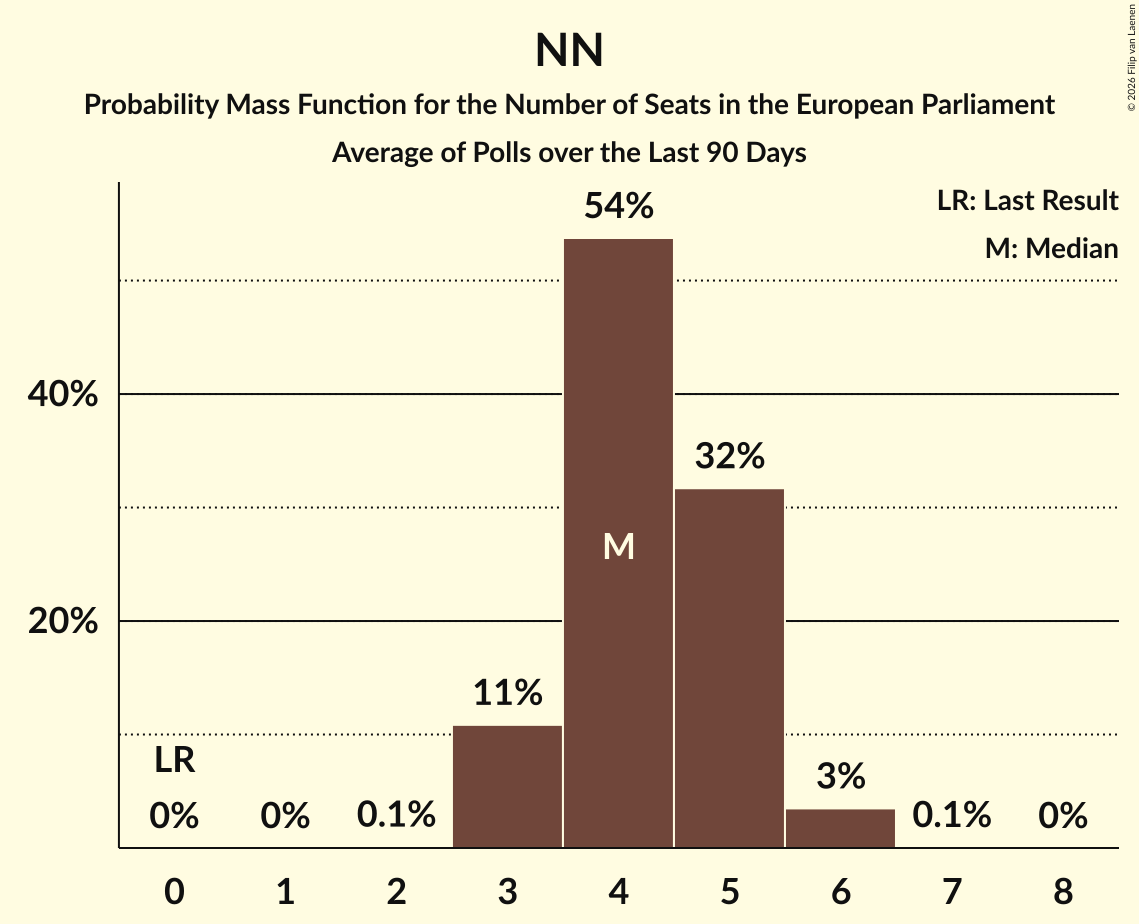 NN
Probability Mass Function for the Number of Seats in the European Parliament
Average of Polls over the Last 90 Days
© 2026 Filip van Laenen
LR: Last Result
M: Median
54%
40%
32%
M
20%
11%
LR
3%
0%
0%
0.1%
0.1%
0%
0 1 2 3 4 5 6 7 8